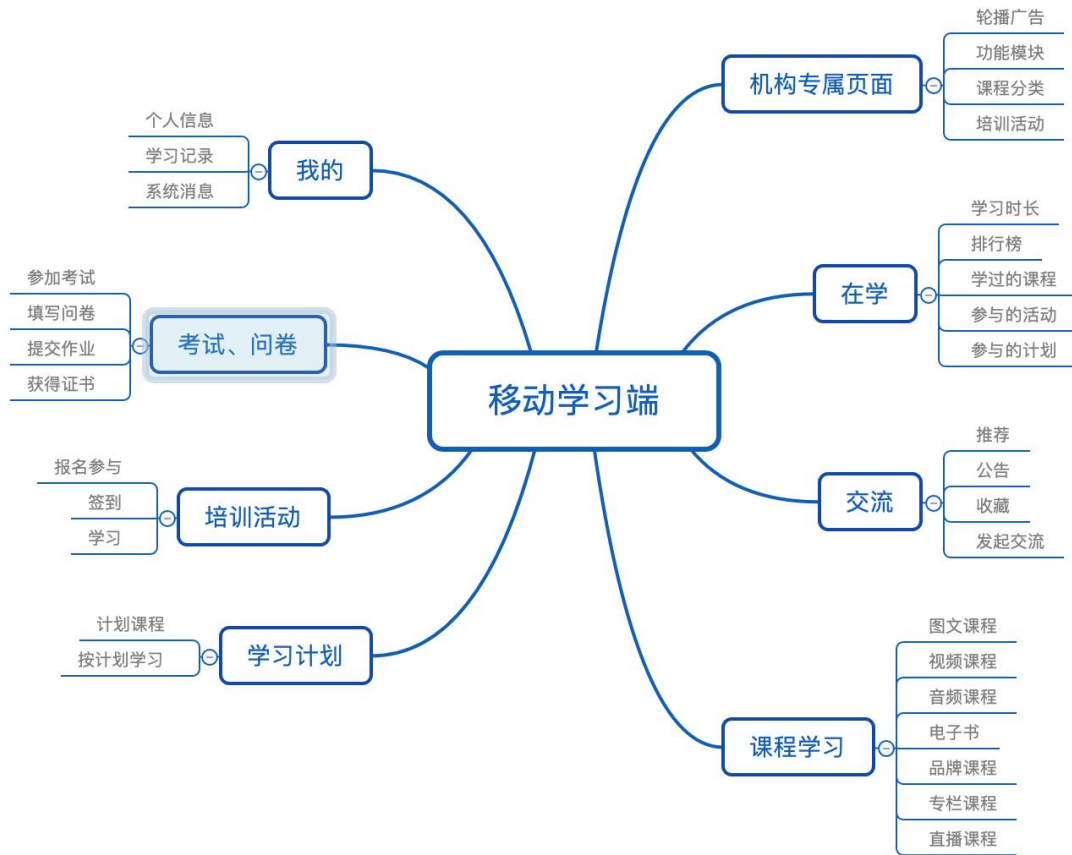 移动学习端
机构专属页面
轮播广告
功能模块
课程分类
培训活动
在学
学习时长
排行榜
学过的课程
参与的活动
参与的计划
交流
推荐
公告
收藏
发起交流
课程学习
图文课程
视频课程
音频课程
电子书
品牌课程
专栏课程
直播课程
我的
个人信息
学习记录
系统消息
考试、问卷
参加考试
填写问卷
提交作业
获得证书
培训活动
报名参与
签到
学习
学习计划
计划课程
按计划学习